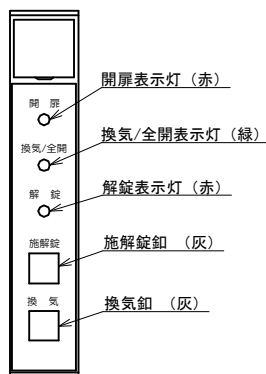 開扉表示灯（赤）
開　扉
換気/全開表示灯（緑）
換気/全開
解錠表示灯（赤）
解　錠
施解錠釦　（灰）
施解錠
換気釦　（灰）
換　気